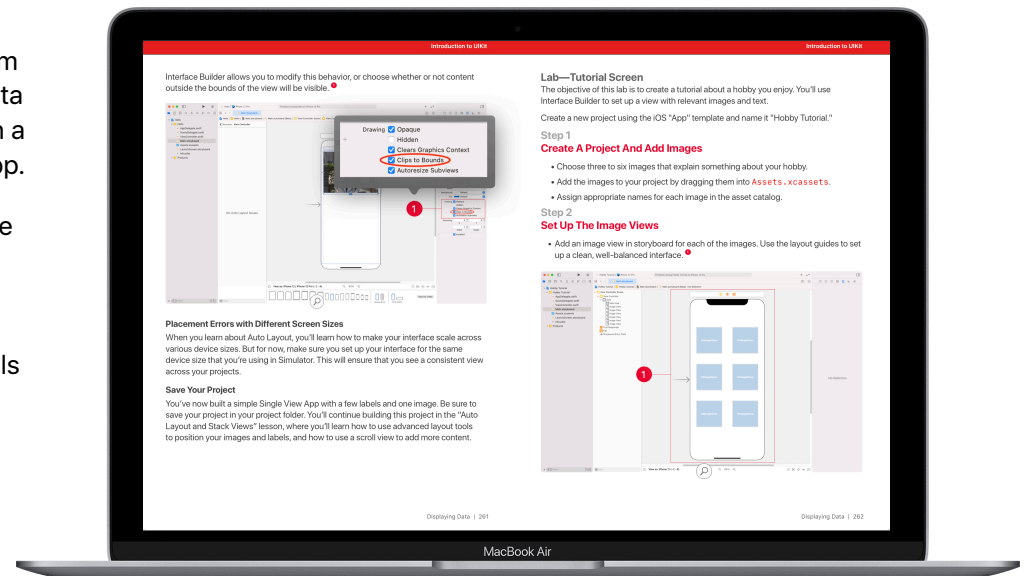 m
ta
n a
op.
e
ls
Introduction to UIKit
Interface Builder allows you to modify this behavior, or choose whether or not content
outside the bounds of the view will be visible.
Drawing Opaque
Hidden
Clears Graphics Context
Clips to Bounds
Autoresize Subviews
1
Placement Errors with Different Screen Sizes
When you learn about Auto Layout, you'll learn how to make your interface scale across
various device sizes. But for now, make sure you set up your interface for the same
device size that you're using in Simulator. This will ensure that you see a consistent view
across your projects.
Save Your Project
You've now built a simple Single View App with a few labels and one image. Be sure to
save your project in your project folder. You'll continue building this project in the "Auto
Layout and Stack Views" lesson, where you'll learn how to use advanced layout tools
to position your images and labels, and how to use a scroll view to add more content.
Displaying Data | 261
Introduction to UIKit
Lab—Tutorial Screen
The objective of this lab is to create a tutorial about a hobby you enjoy. You'll use
Interface Builder to set up a view with relevant images and text.
Create a new project using the iOS "App" template and name it "Hobby Tutorial."
Step 1
Create A Project And Add Images
• Choose three to six images that explain something about your hobby.
• Add the images to your project by dragging them into Assets.xcassets.
• Assign appropriate names for each image in the asset catalog.
Step 2
Set Up The Image Views
• Add an image view in storyboard for each of the images. Use the layout guides to set
up a clean, well-balanced interface.
1
Displaying Data | 262
MacBook Air